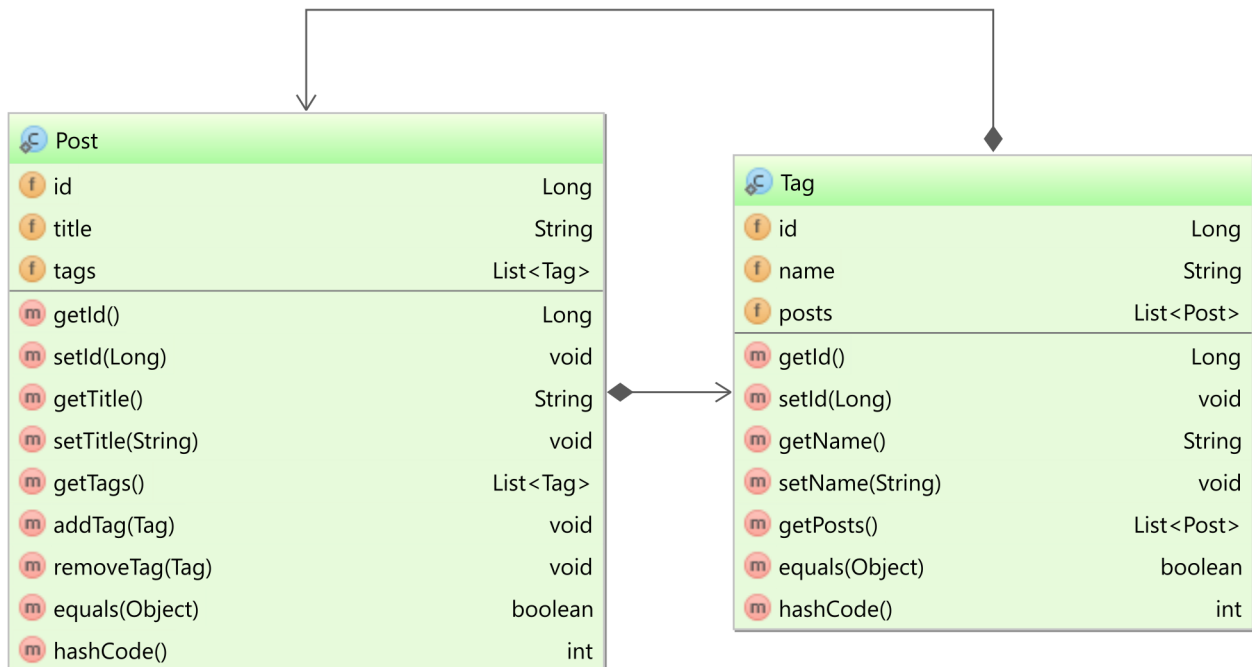 Post
id Long
title String
tags List<Tag>
getId() Long
setId(Long) void
getTitle() String
setTitle(String) void
getTags() List<Tag>
addTag(Tag) void
removeTag(Tag) void
equals(Object) boolean
hashCode() int
Tag
id Long
name String
posts List<Post>
getId() Long
setId(Long) void
getName() String
setName(String) void
getPosts() List<Post>
equals(Object) boolean
hashCode() int